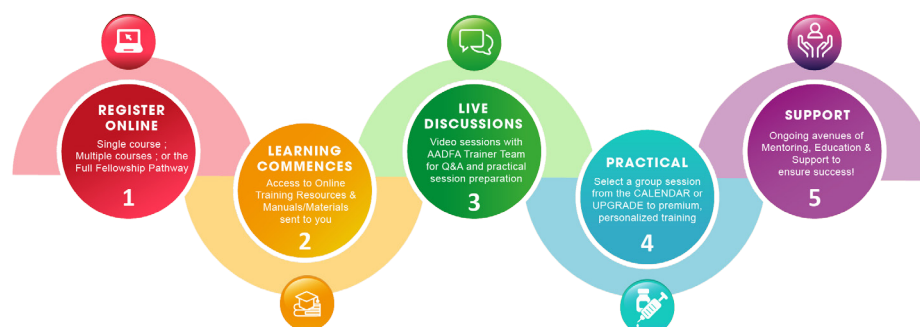 REGISTER
ONLINE
Single course ;
Multiple courses ; or the
Full Fellowship Pathway
1
LEARNING
COMMENCES
Access to Online
Training Resources &
Manuals/Materials
sent to you
2
LIVE
DISCUSSIONS
Video sessions with
AADFA Trainer Team
for Q&A and practical
session preparation
3
PRACTICAL
Select a group session
from the CALENDAR or
UPGRADE to premium,
personalized training
4
SUPPORT
Ongoing avenues of
Mentoring, Education &
Support to
ensure success!
5